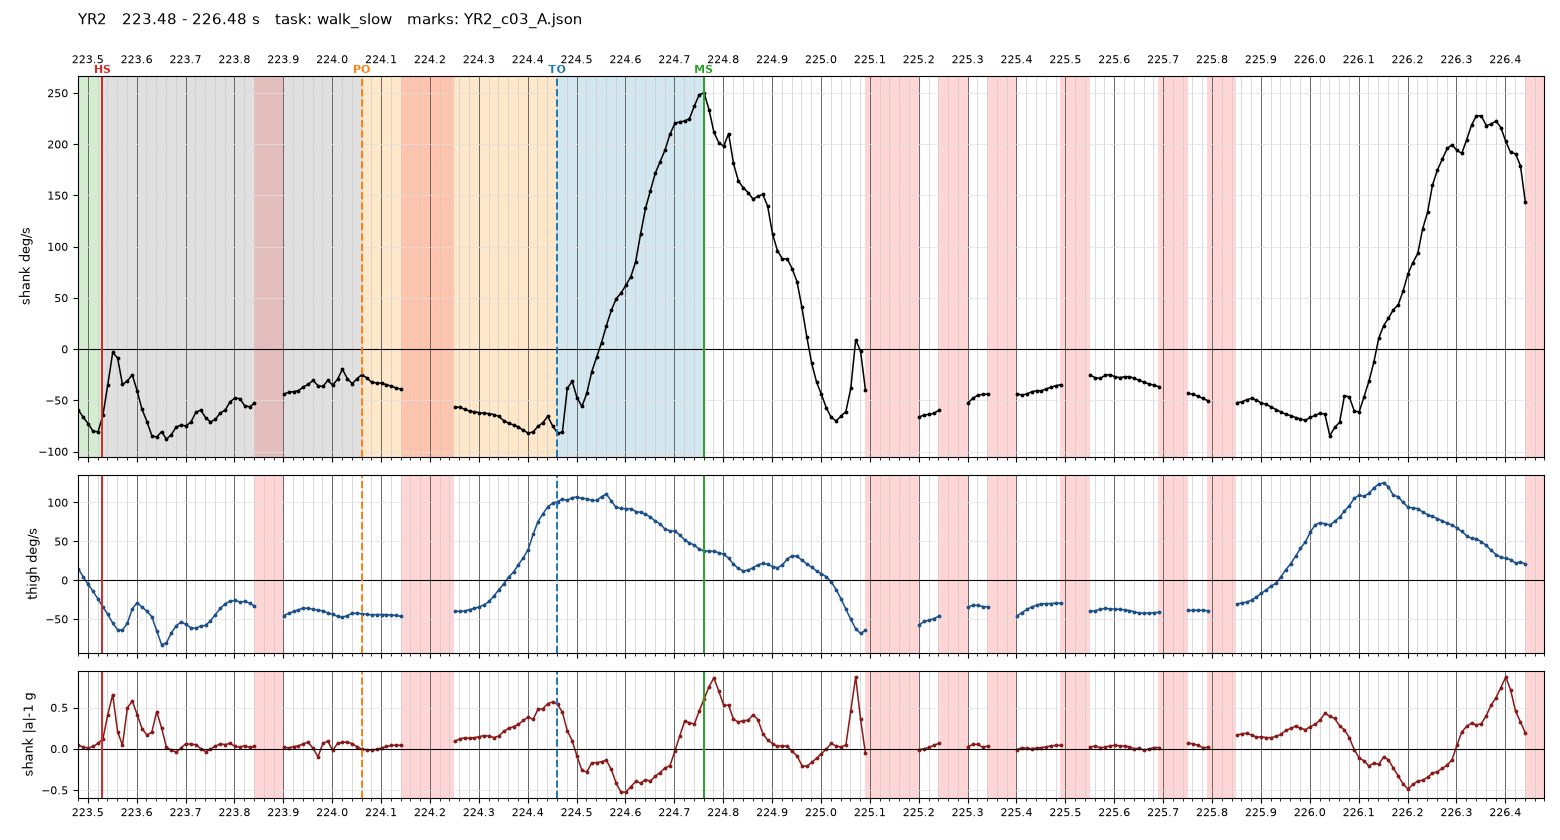 YR2   223.48 - 226.48 s   task: walk_slow   marks: YR2_c03_A.json
223.5 223.6 223.7 223.8 223.9 224.0 224.1 224.2 224.3 224.4 224.5 224.6 224.7 224.8 224.9 225.0 225.1 225.2 225.3 225.4 225.5 225.6 225.7 225.8 225.9 226.0 226.1 226.2 226.3 226.4
HS PO TO MS
250
200
150
100
50
0
−50
−100
shank deg/s
100
50
0
−50
thigh deg/s
0.5
0.0
−0.5
shank |a|-1 g
223.5 223.6 223.7 223.8 223.9 224.0 224.1 224.2 224.3 224.4 224.5 224.6 224.7 224.8 224.9 225.0 225.1 225.2 225.3 225.4 225.5 225.6 225.7 225.8 225.9 226.0 226.1 226.2 226.3 226.4